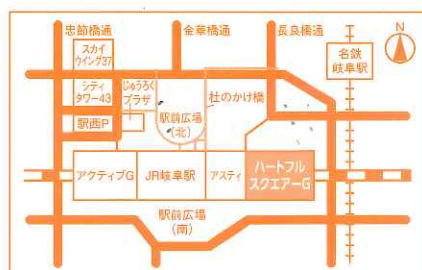 忠節橋通
金華橋通
長良橋通
N
スカイ
ウイング37
名鉄
岐阜駅
シティ
タワー43
じゅうろく
プラザ
杜のかけ橋
駅西P
駅前広場
(北)
アクティブG
JR岐阜駅
アスティ
ハートフル
スクエアーG
駅前広場
(南)